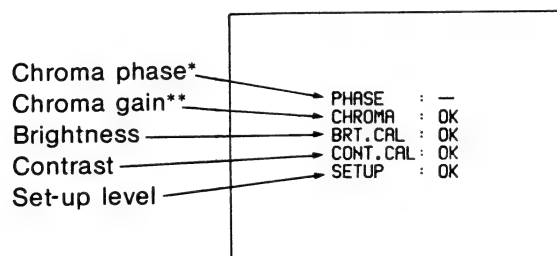 Chroma phase*
Chroma gain**
Brightness
Contrast
Set-up level
PHASE : —
CHROMA : OK
BRT.CAL : OK
CONT.CAL : OK
SETUP : OK